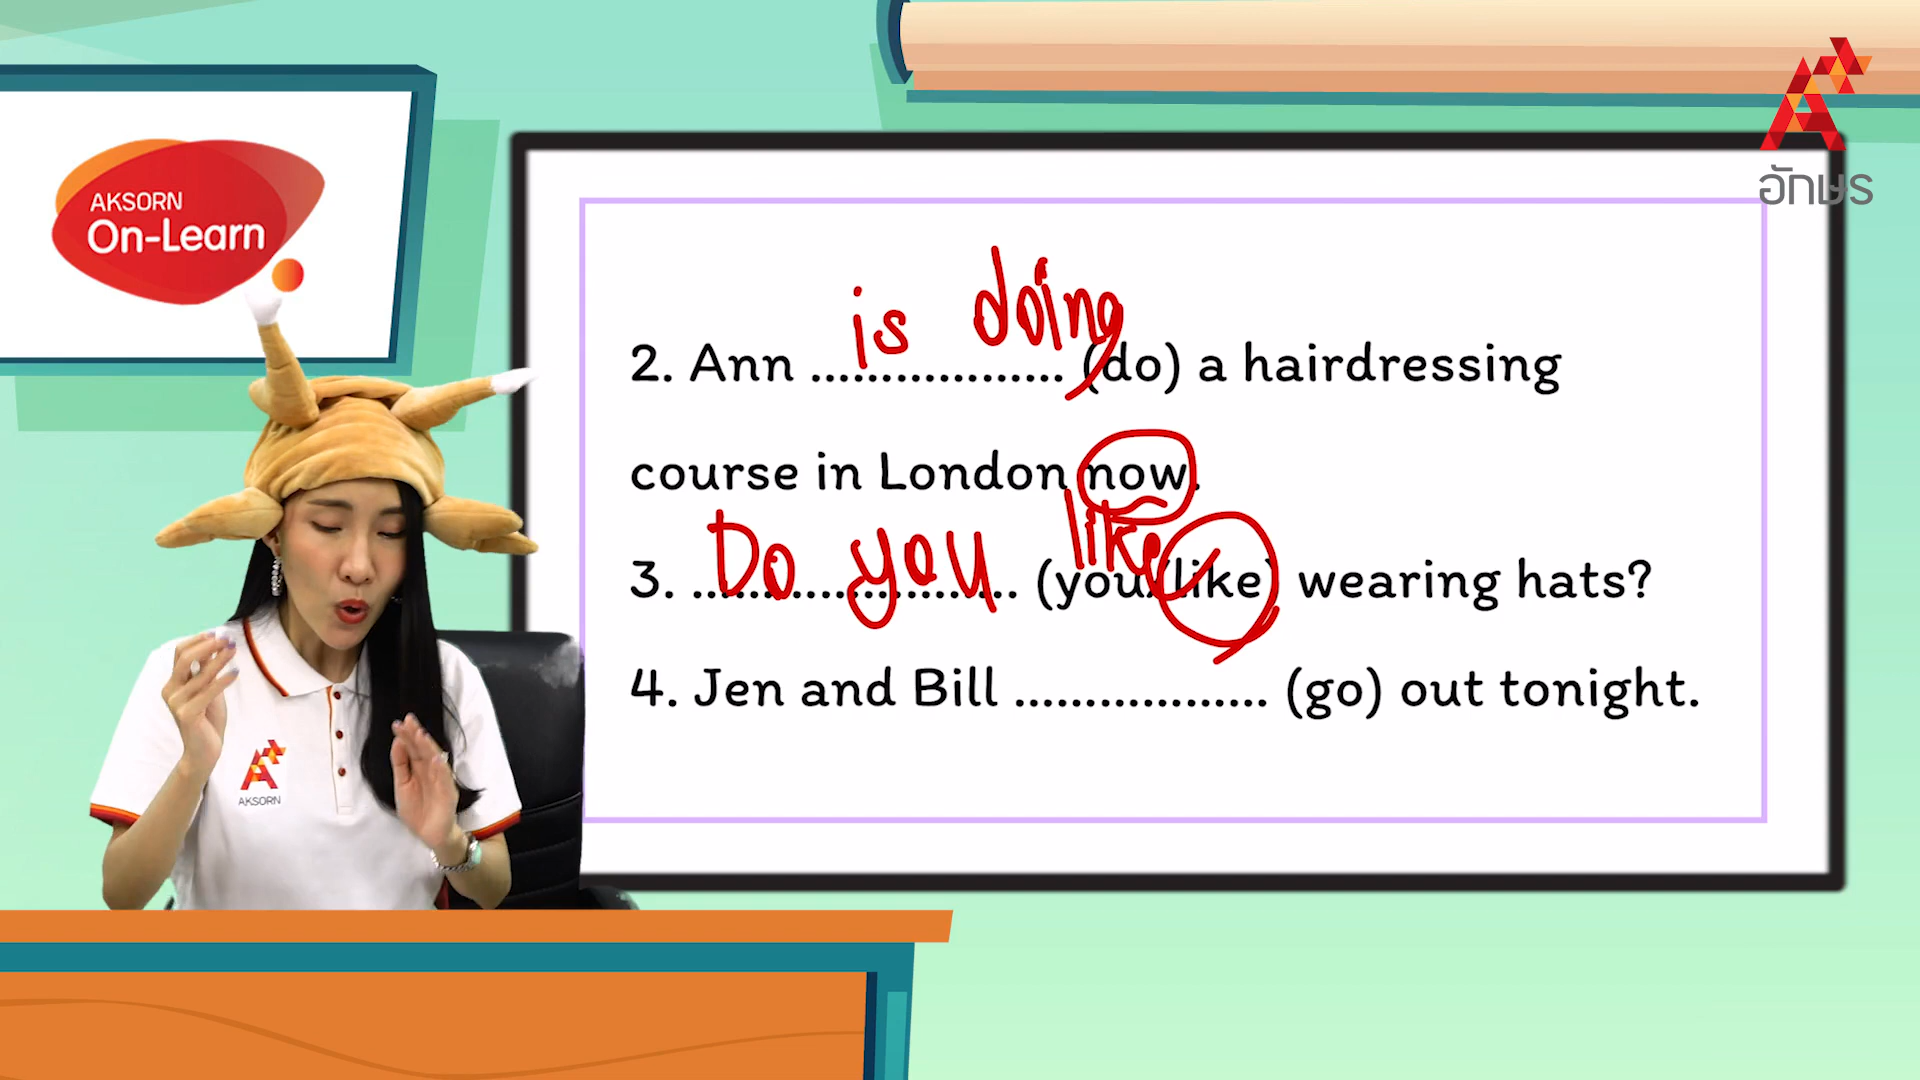 AKSORN
On-Learn
อักษร
is doing
2. Ann .................. (do) a hairdressing
course in London now.
Do you like
3. ....................... (you/like) wearing hats?
4. Jen and Bill .................. (go) out tonight.
AKSORN